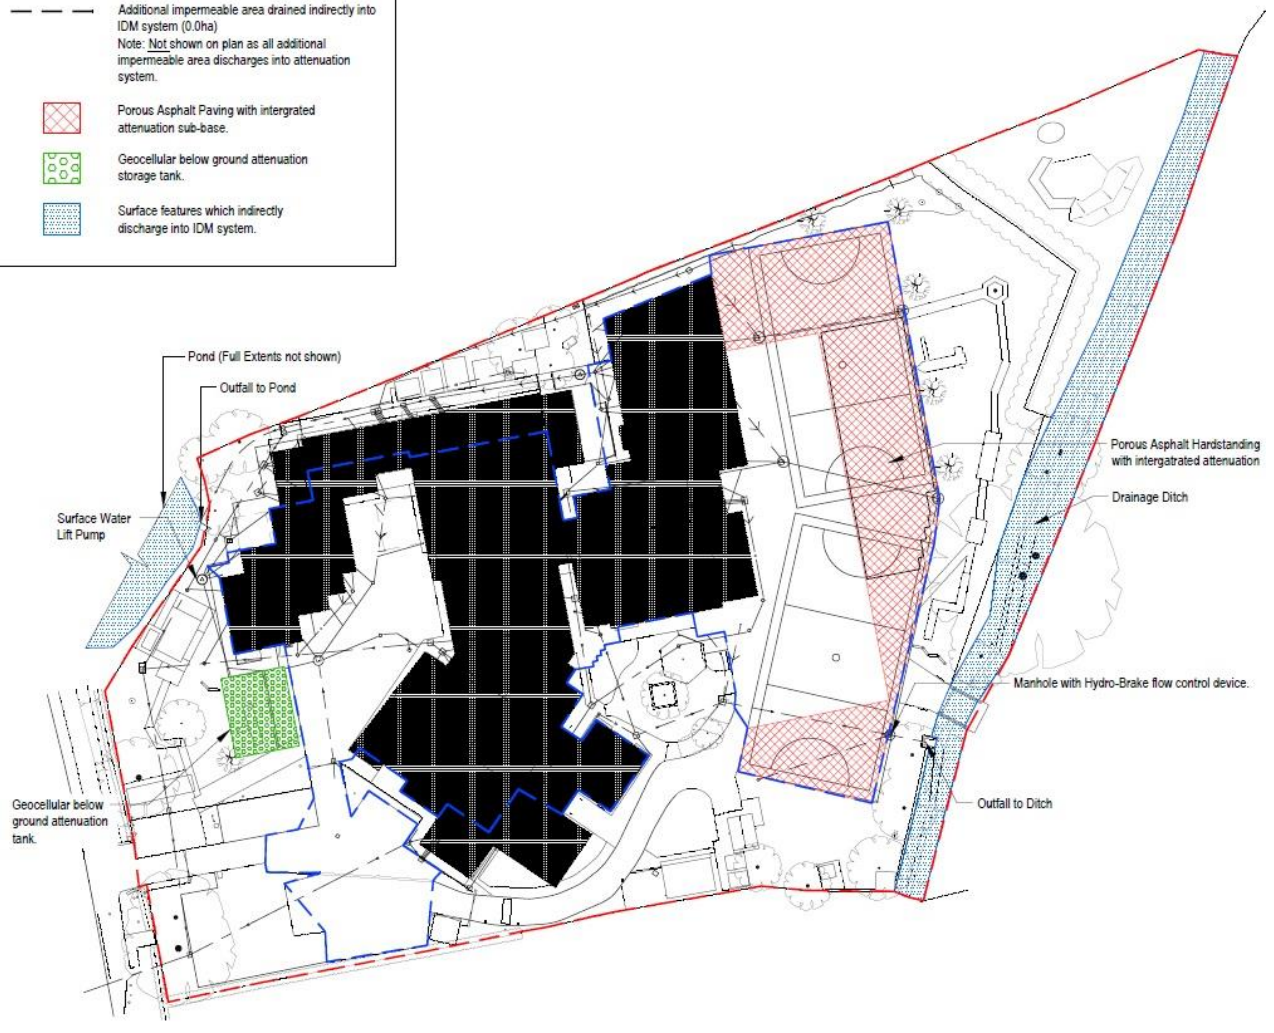 Additional impermeable area drained indirectly into
IDM system (0.0ha)
Note: Not shown on plan as all additional
impermeable area discharges into attenuation
system.
Porous Asphalt Paving with intergrated
attenuation sub-base.
Geocellular below ground attenuation
storage tank.
Surface features which indirectly
discharge into IDM system.
Pond (Full Extents not shown)
Outfall to Pond
Surface Water
Lift Pump
Porous Asphalt Hardstanding
with intergatrated attenuation
Drainage Ditch
Manhole with Hydro-Brake flow control device.
Geocellular below
ground attenuation
tank.
Outfall to Ditch